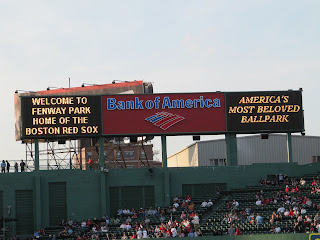 WELCOME TO
FENWAY PARK
HOME OF THE
BOSTON RED SOX
Bank of America
AMERICA'S
MOST BELOVED
BALLPARK